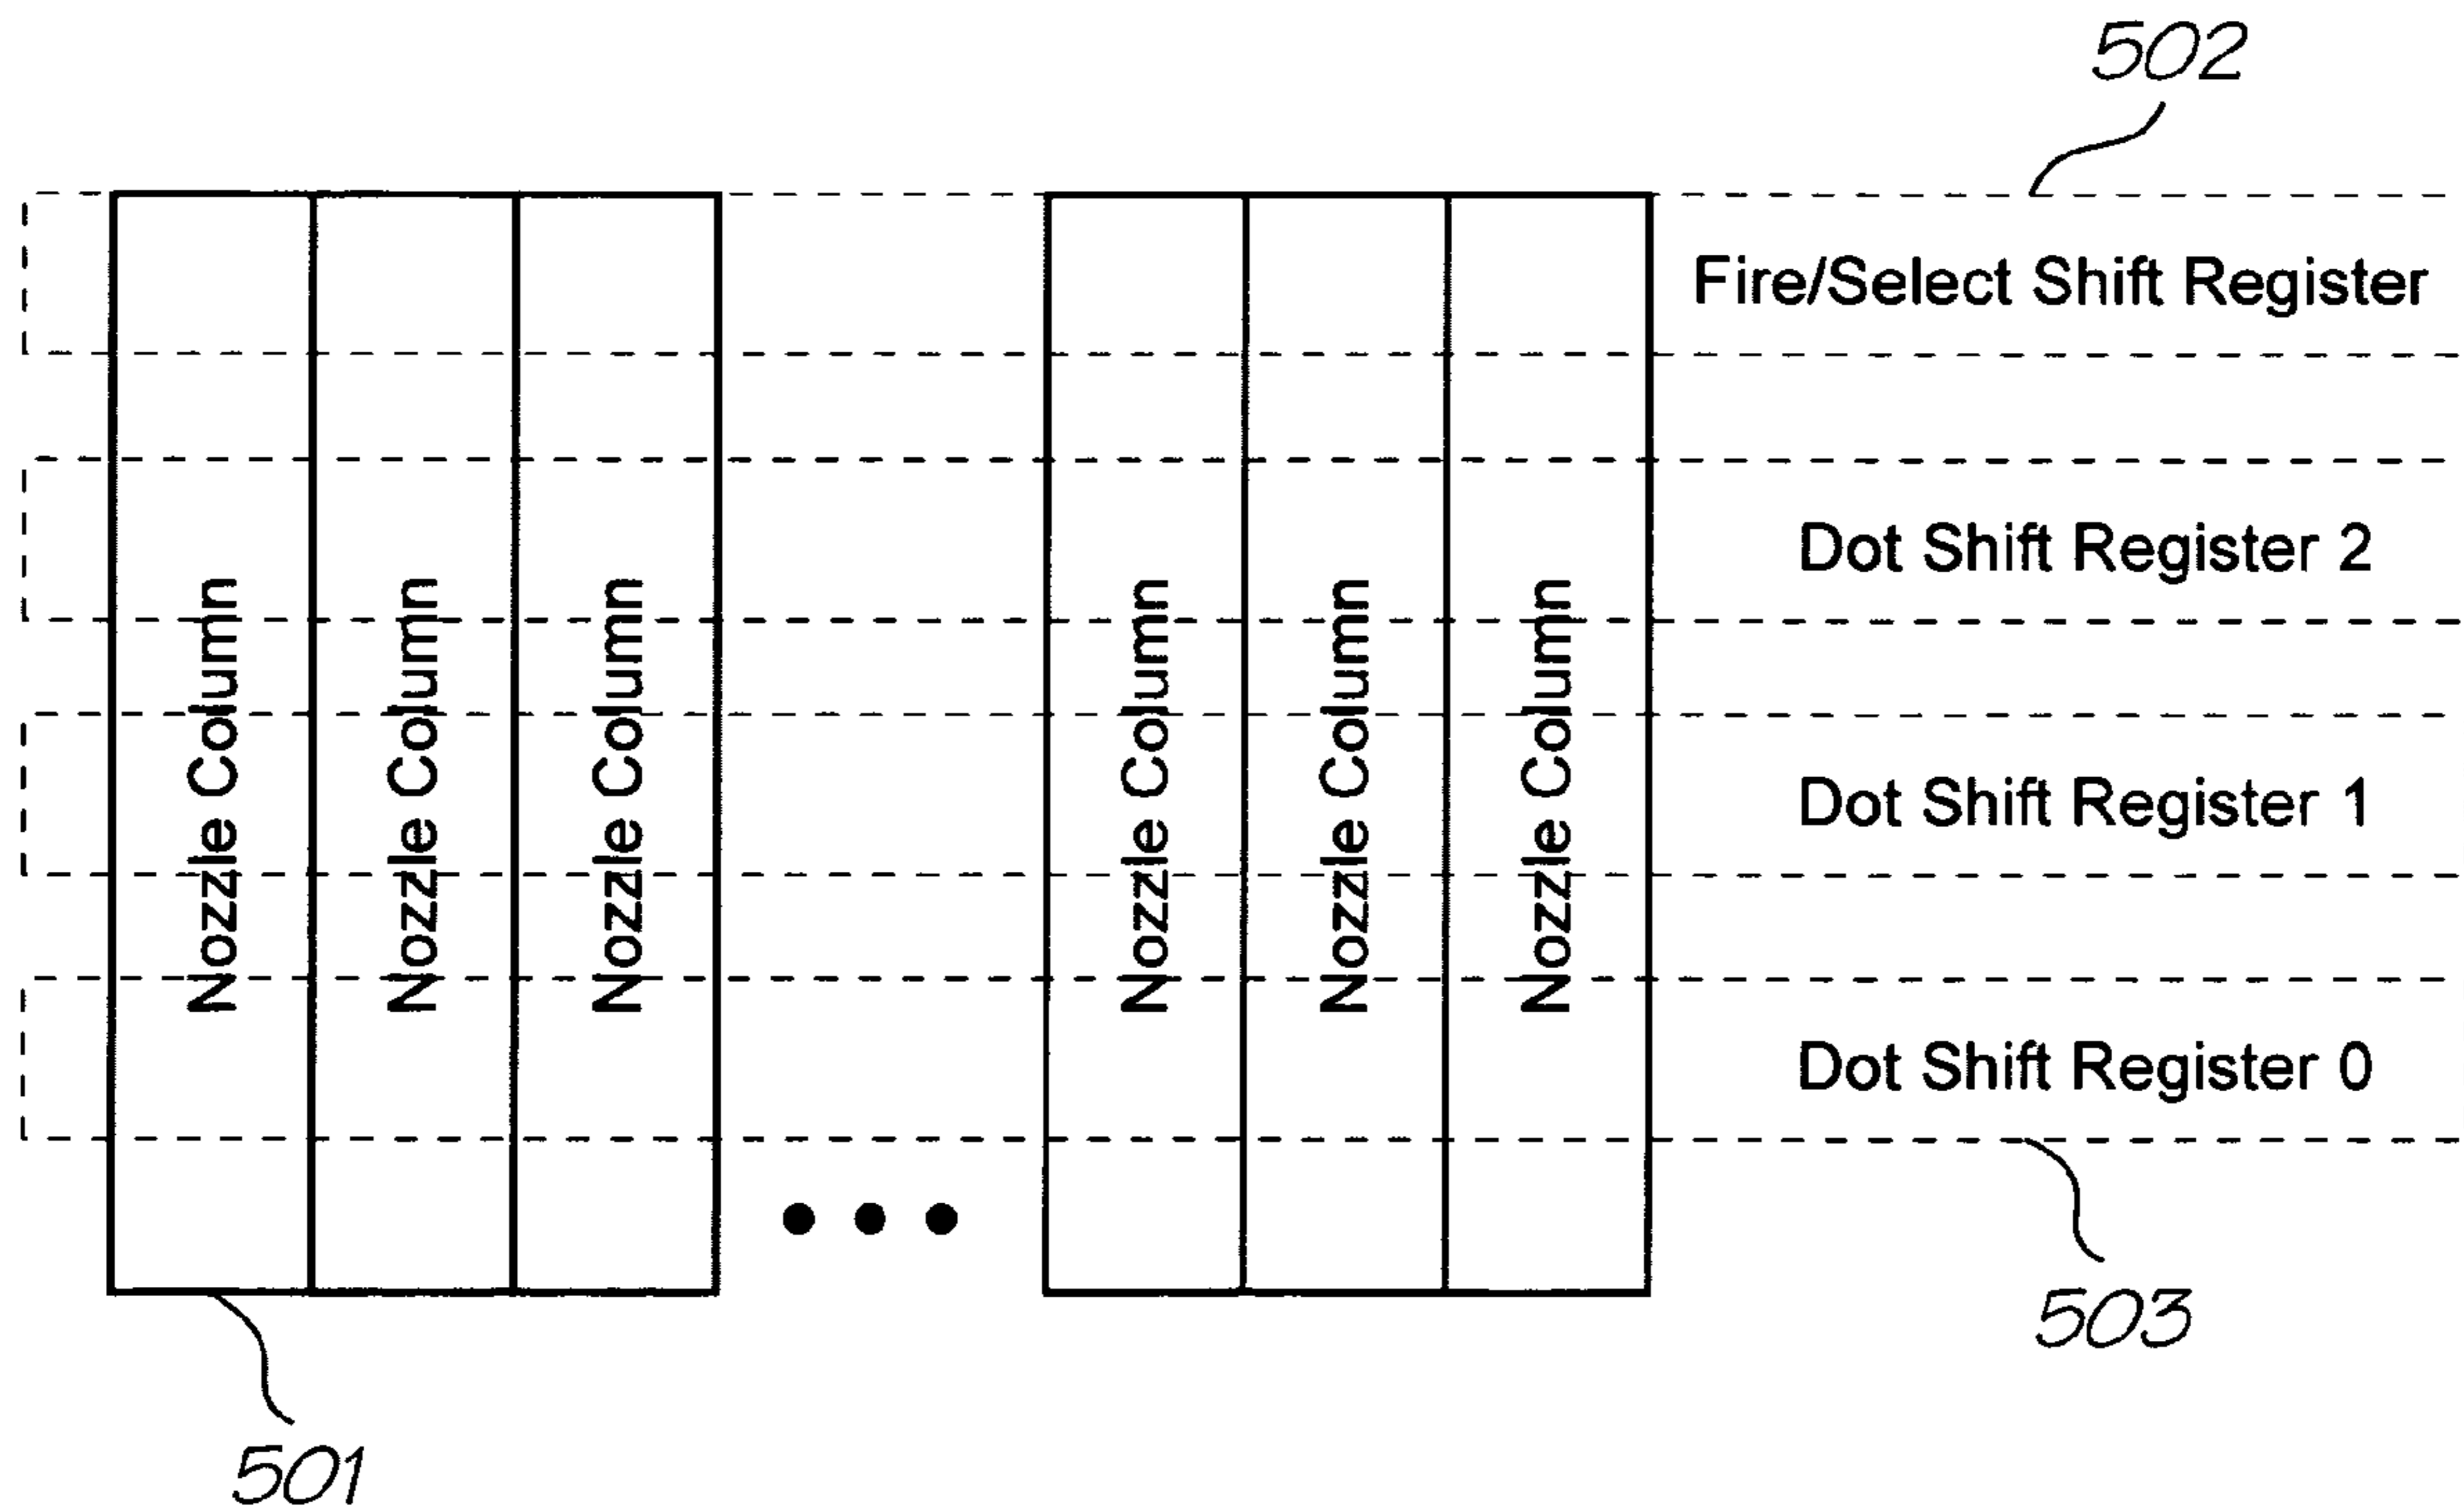 502
Fire/Select Shift Register
Dot Shift Register 2
Nozzle Column
Nozzle Column
Nozzle Column
Nozzle Column
Nozzle Column
Nozzle Column
Dot Shift Register 1
Dot Shift Register 0
503
501